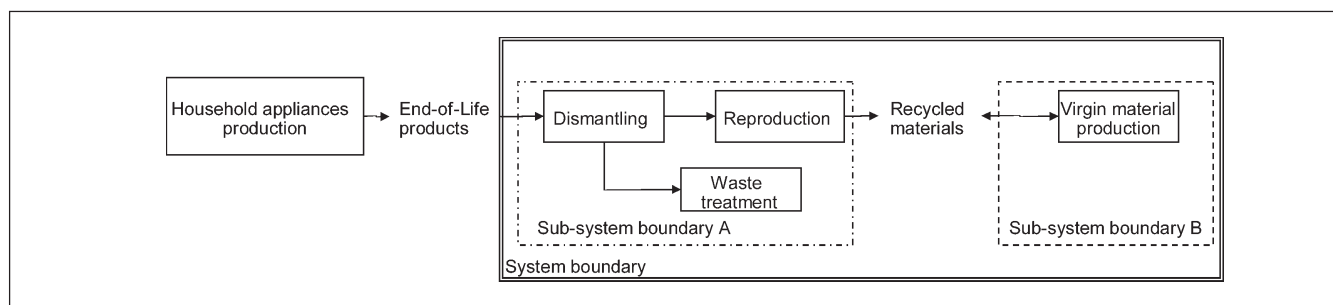 Household appliances
production
End-of-Life
products
Dismantling
Reproduction
Recycled
materials
Virgin material
production
Waste
treatment
Sub-system boundary A
Sub-system boundary B
System boundary